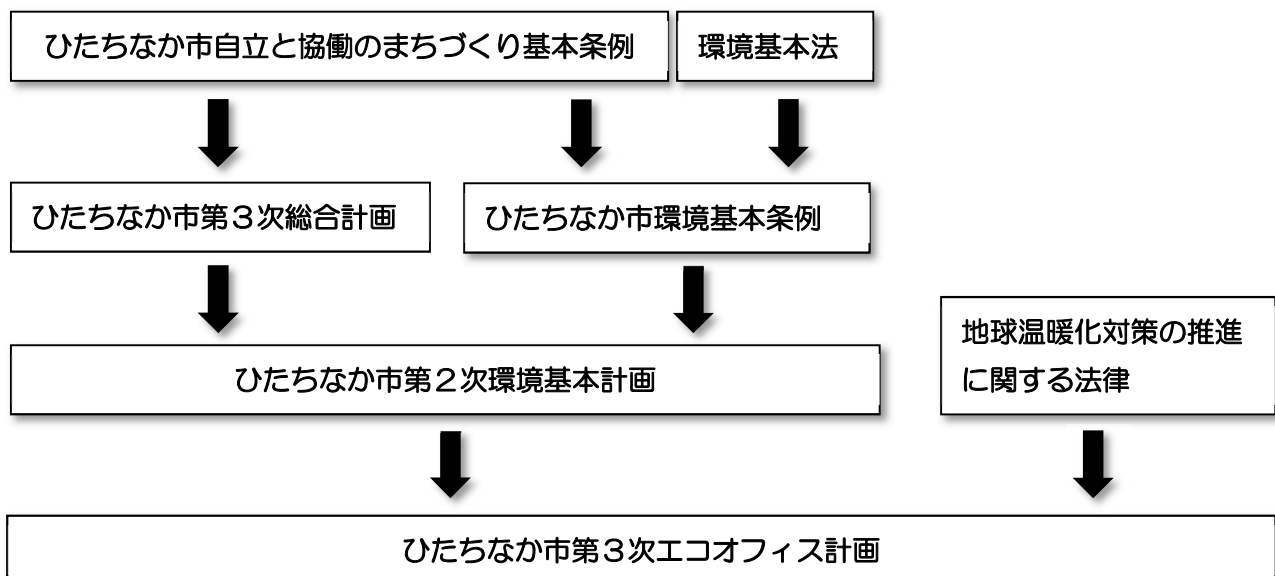 ひたちなか市自立と協働のまちづくり基本条例
環境基本法
ひたちなか市第３次総合計画
ひたちなか市環境基本条例
ひたちなか市第２次環境基本計画
地球温暖化対策の推進
に関する法律
ひたちなか市第３次エコオフィス計画